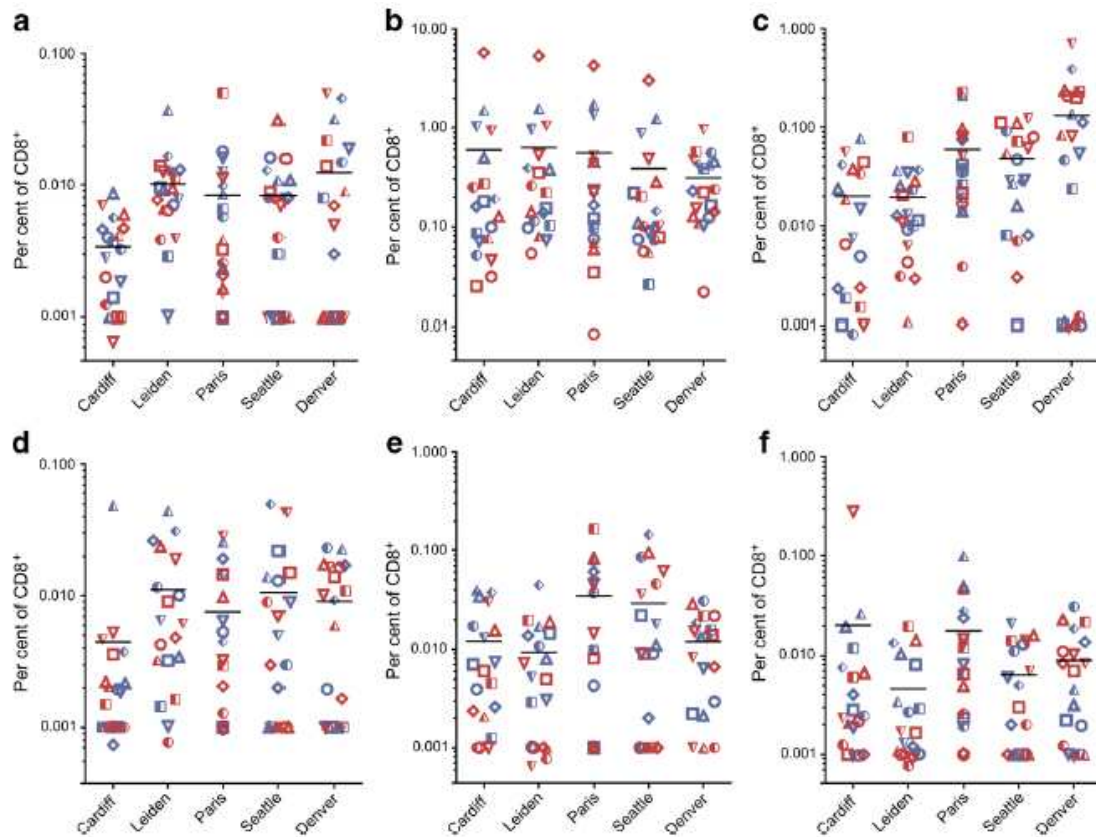 a
Per cent of CD8⁺
0.100
0.010
0.001
Cardiff
Leiden
Paris
Seattle
Denver
b
Per cent of CD8⁺
10.00
1.00
0.10
0.01
Cardiff
Leiden
Paris
Seattle
Denver
c
Per cent of CD8⁺
1.000
0.100
0.010
0.001
Cardiff
Leiden
Paris
Seattle
Denver
d
Per cent of CD8⁺
0.100
0.010
0.001
Cardiff
Leiden
Paris
Seattle
Denver
e
Per cent of CD8⁺
1.000
0.100
0.010
0.001
Cardiff
Leiden
Paris
Seattle
Denver
f
Per cent of CD8⁺
1.000
0.100
0.010
0.001
Cardiff
Leiden
Paris
Seattle
Denver